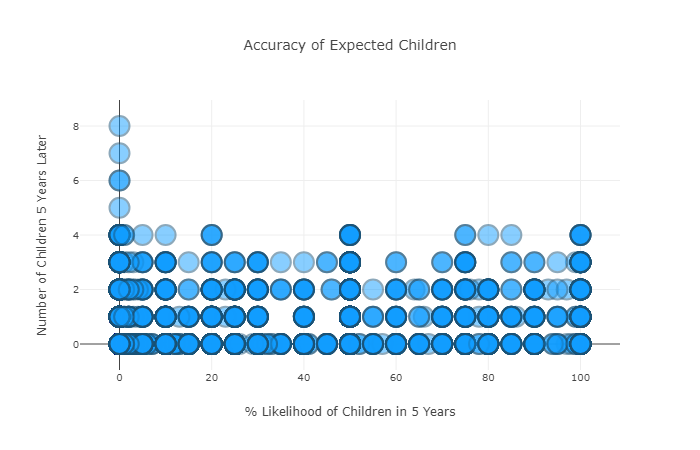 Accuracy of Expected Children
Number of Children 5 Years Later
8
6
4
2
0
0 20 40 60 80 100
% Likelihood of Children in 5 Years